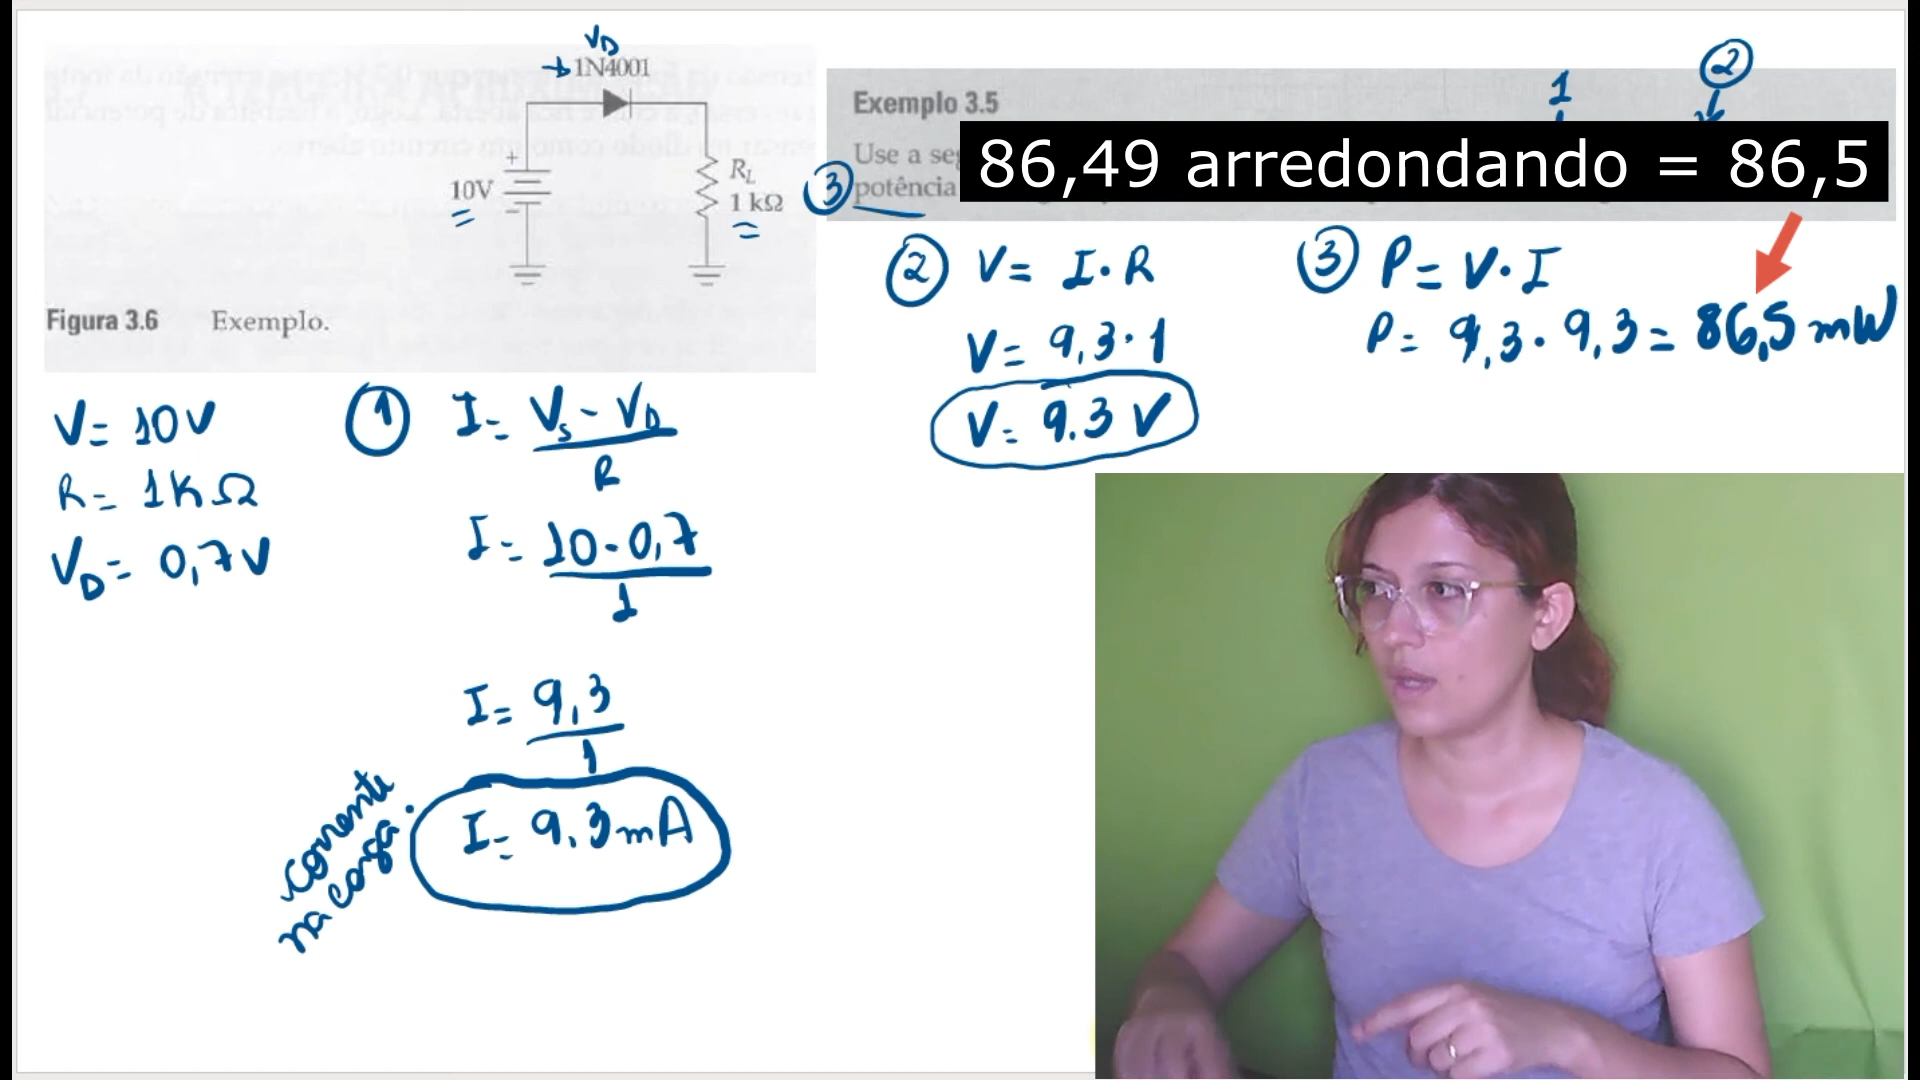 VD
→ 1N4001
+
10V
−
RL
1 kΩ
Figura 3.6 Exemplo.
Exemplo 3.5
1
2
Use a se
3 potência
86,49 arredondando = 86,5
V= 10V
R= 1KΩ
VD= 0,7V
1 I= Vs - VD
R
I= 10-0,7
1
I= 9,3
1
I= 9.3mA
corrente
na carga.
2 V= I·R
V= 9,3·1
V= 9.3 V
3 P= V·I
P= 9,3·9,3= 86,5 mW